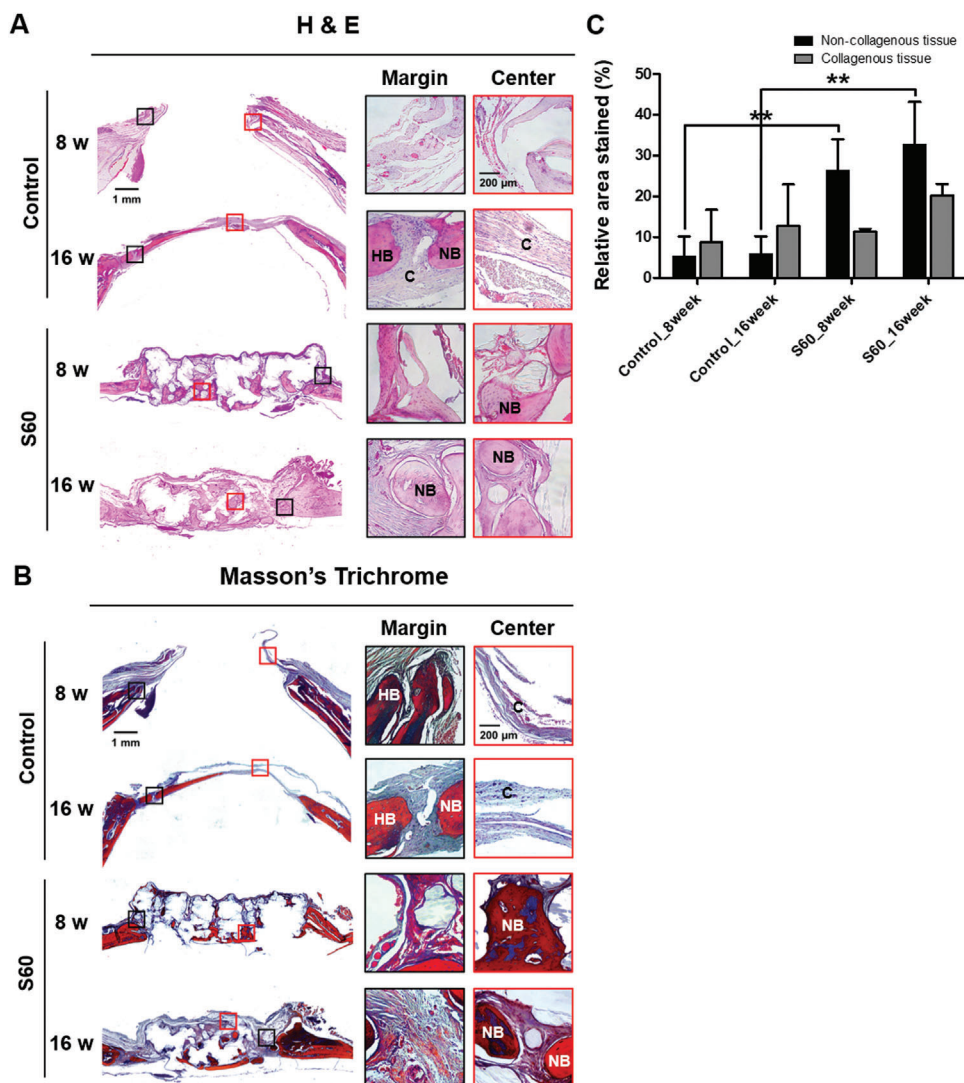 A
H & E
Margin
Center
Control
8 w
1 mm
200 µm
16 w
HB
NB
C
C
S60
8 w
NB
16 w
NB
NB
B
Masson's Trichrome
Margin
Center
Control
8 w
1 mm
HB
C
200 µm
16 w
HB
NB
C
S60
8 w
NB
16 w
NB
NB
C
Non-collagenous tissue
Collagenous tissue
Relative area stained (%)
50
40
30
20
10
0
**
**
Control_8week
Control_16week
S60_8week
S60_16week